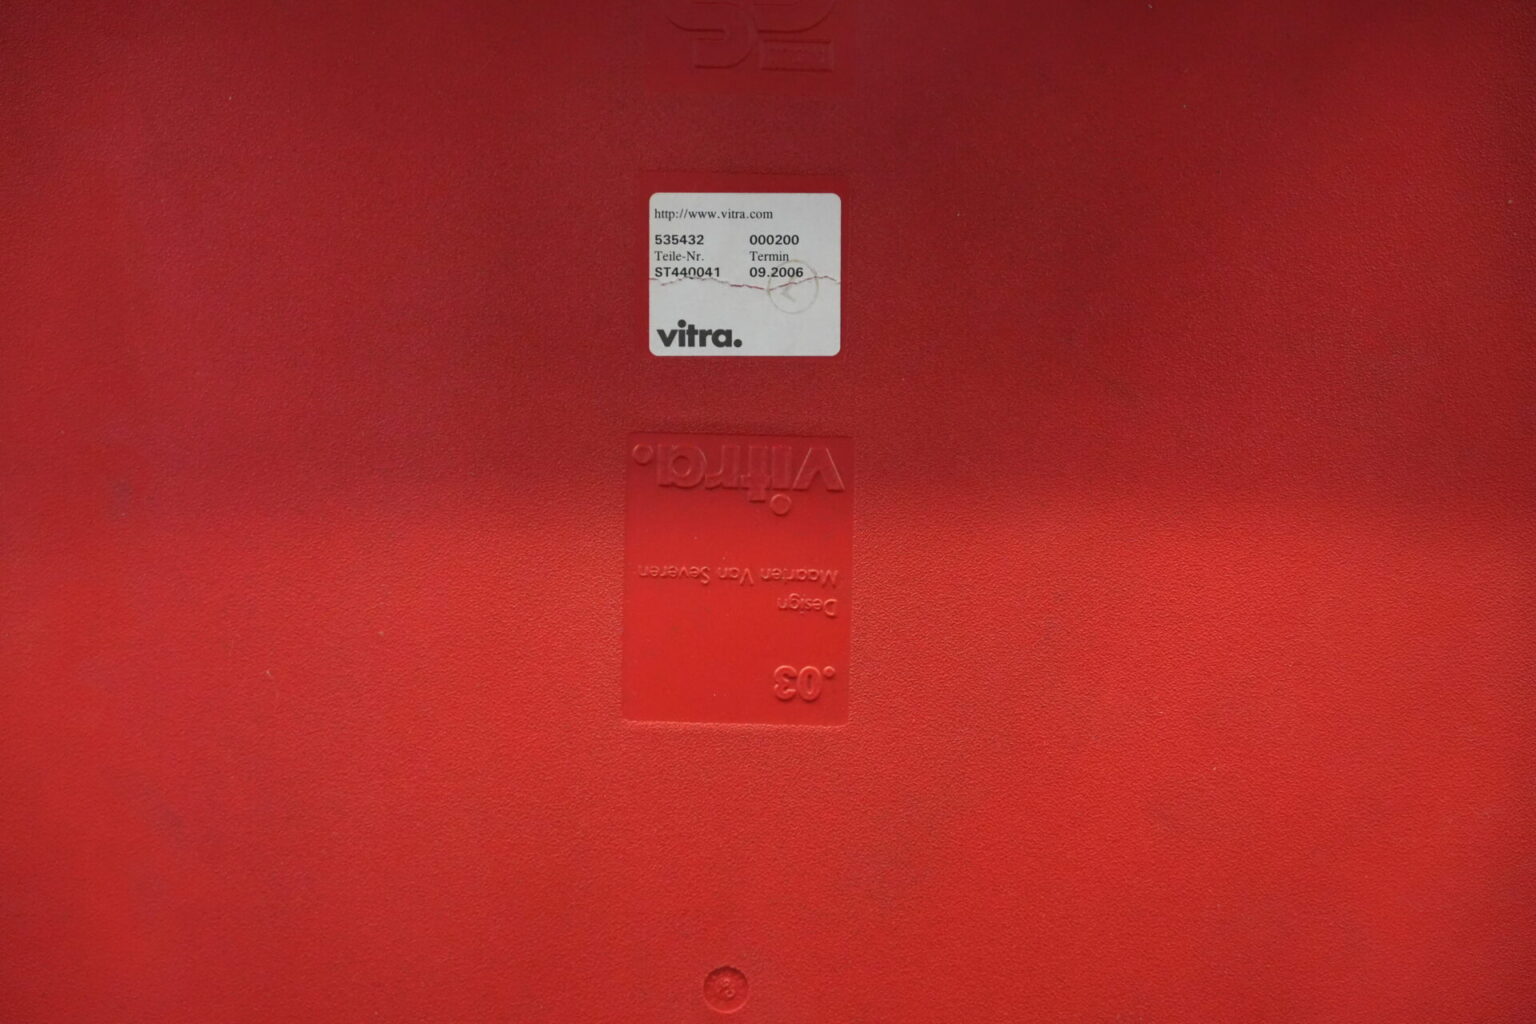 http://www.vitra.com
535432 000200
Teile-Nr. Termin
ST440041 09.2006
vitra.
vitra.
Maarten Van Severen
Design
.03